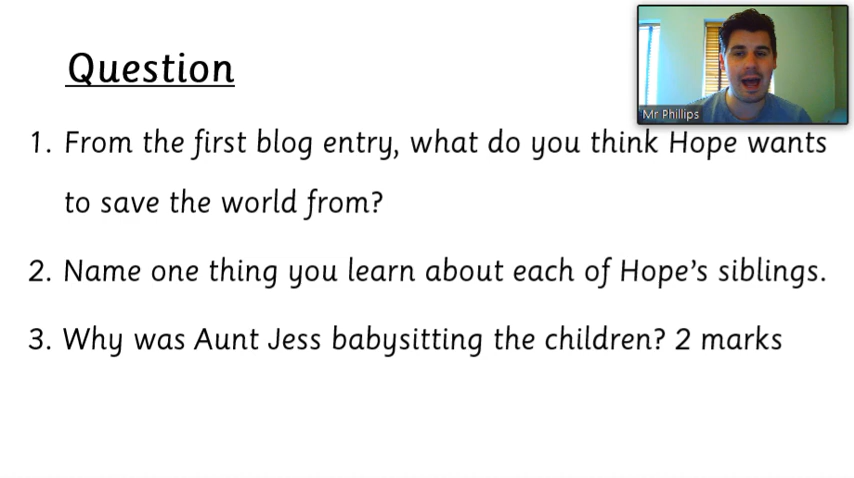 Question
Mr Phillips
1. From the first blog entry, what do you think Hope wants
to save the world from?
2. Name one thing you learn about each of Hope’s siblings.
3. Why was Aunt Jess babysitting the children? 2 marks